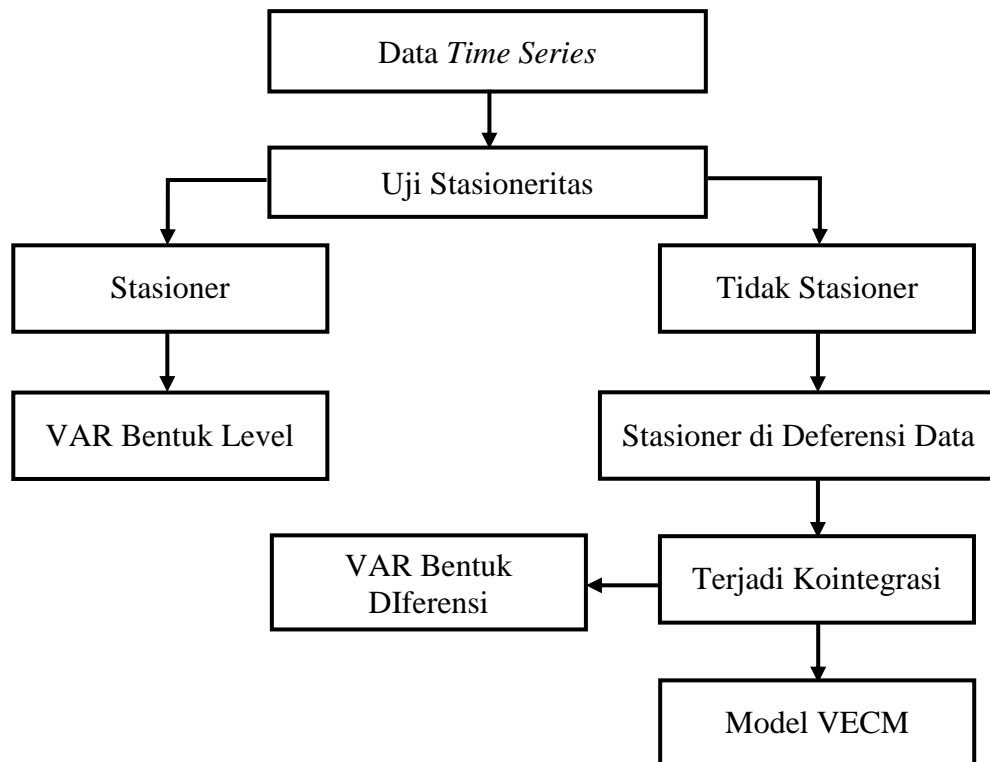 Data Time Series
Uji Stasioneritas
Stasioner
Tidak Stasioner
VAR Bentuk Level
Stasioner di Deferensi Data
VAR Bentuk
DIferensi
Terjadi Kointegrasi
Model VECM